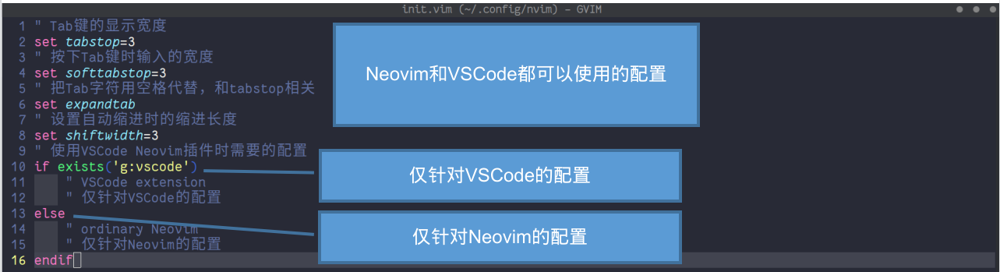 init.vim (~/.config/nvim) - GVIM
1 " Tab键的显示宽度
2 set tabstop=3
3 " 按下Tab键时输入的宽度
4 set softtabstop=3
5 " 把Tab字符用空格代替，和tabstop相关
6 set expandtab
7 " 设置自动缩进时的缩进长度
8 set shiftwidth=3
9 " 使用VSCode Neovim插件时需要的配置
10 if exists('g:vscode')
11     " VSCode extension
12     " 仅针对VSCode的配置
13 else
14     " ordinary Neovim
15     " 仅针对Neovim的配置
16 endif
Neovim和VSCode都可以使用的配置
仅针对VSCode的配置
仅针对Neovim的配置